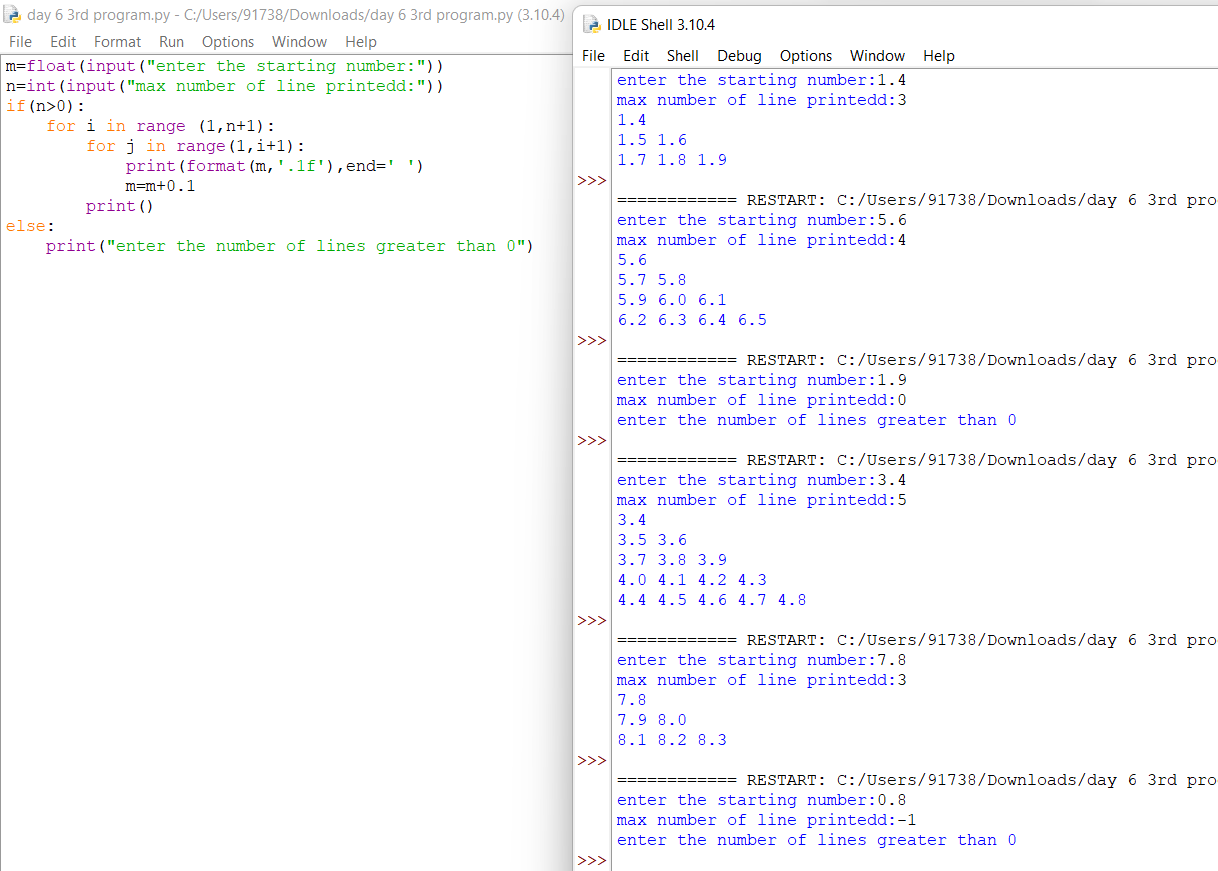 day 6 3rd program.py - C:/Users/91738/Downloads/day 6 3rd program.py (3.10.4)
File Edit Format Run Options Window Help
m=float(input("enter the starting number:"))
n=int(input("max number of line printedd:"))
if(n>0):
    for i in range (1,n+1):
        for j in range(1,i+1):
            print(format(m,'.1f'),end=' ')
            m=m+0.1
        print()
else:
    print("enter the number of lines greater than 0")
IDLE Shell 3.10.4
File Edit Shell Debug Options Window Help
enter the starting number:1.4
max number of line printedd:3
1.4
1.5 1.6
1.7 1.8 1.9
>>>
============ RESTART: C:/Users/91738/Downloads/day 6 3rd pro
enter the starting number:5.6
max number of line printedd:4
5.6
5.7 5.8
5.9 6.0 6.1
6.2 6.3 6.4 6.5
>>>
============ RESTART: C:/Users/91738/Downloads/day 6 3rd pro
enter the starting number:1.9
max number of line printedd:0
enter the number of lines greater than 0
>>>
============ RESTART: C:/Users/91738/Downloads/day 6 3rd pro
enter the starting number:3.4
max number of line printedd:5
3.4
3.5 3.6
3.7 3.8 3.9
4.0 4.1 4.2 4.3
4.4 4.5 4.6 4.7 4.8
>>>
============ RESTART: C:/Users/91738/Downloads/day 6 3rd pro
enter the starting number:7.8
max number of line printedd:3
7.8
7.9 8.0
8.1 8.2 8.3
>>>
============ RESTART: C:/Users/91738/Downloads/day 6 3rd pro
enter the starting number:0.8
max number of line printedd:-1
enter the number of lines greater than 0
>>>